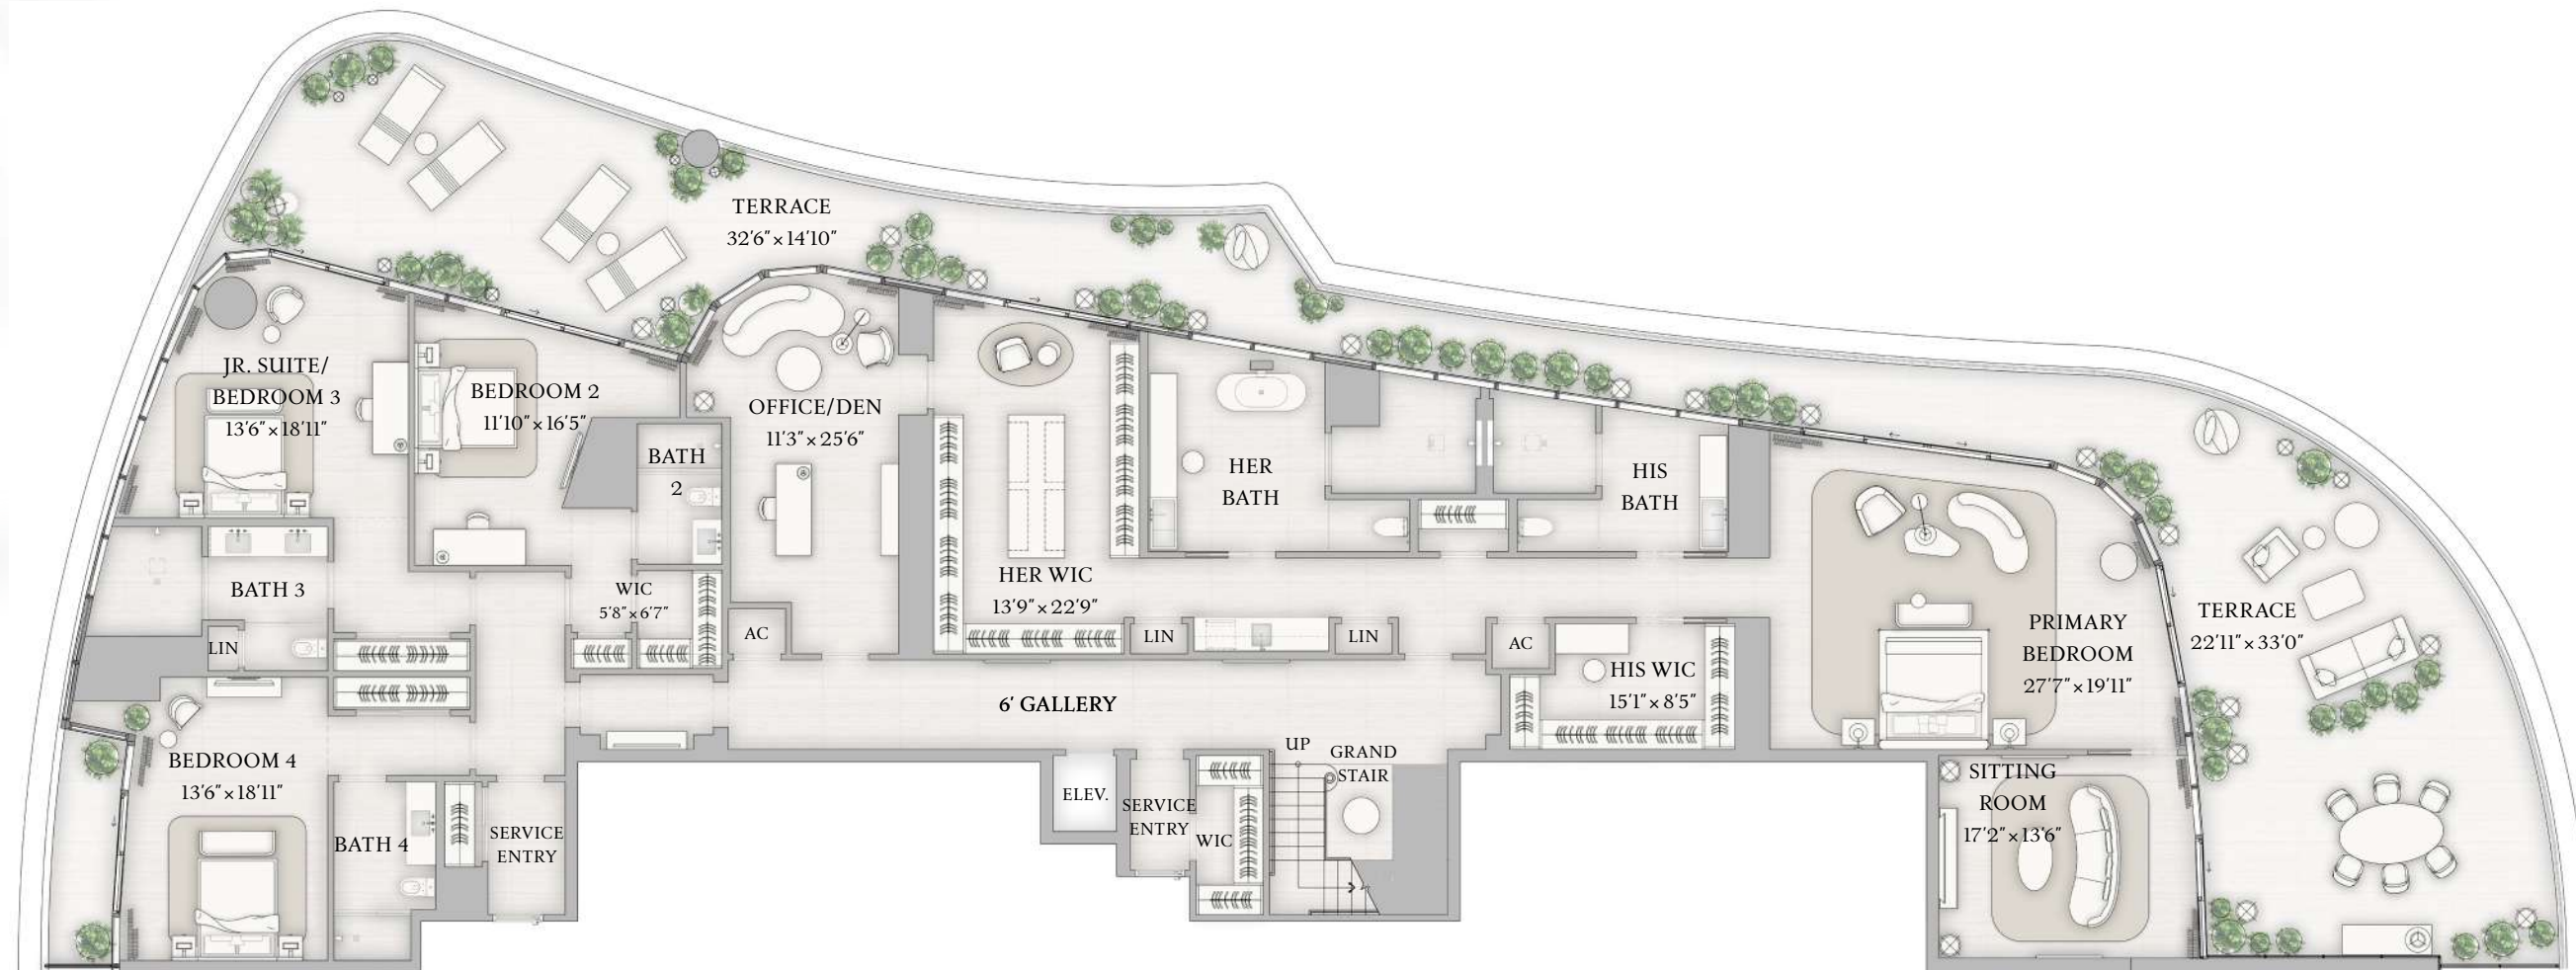 TERRACE
32'6" × 14'10"
JR. SUITE/
BEDROOM 3
13'6" × 18'11"
BEDROOM 2
11'10" × 16'5"
OFFICE/DEN
11'3" × 25'6"
BATH
2
HER
BATH
HIS
BATH
BATH 3
LIN
WIC
5'8" × 6'7"
AC
HER WIC
13'9" × 22'9"
LIN
LIN
AC
HIS WIC
15'1" × 8'5"
PRIMARY
BEDROOM
27'7" × 19'11"
TERRACE
22'11" × 33'0"
6' GALLERY
BEDROOM 4
13'6" × 18'11"
BATH 4
SERVICE
ENTRY
ELEV.
SERVICE
ENTRY
WIC
UP
GRAND
STAIR
SITTING
ROOM
17'2" × 13'6"